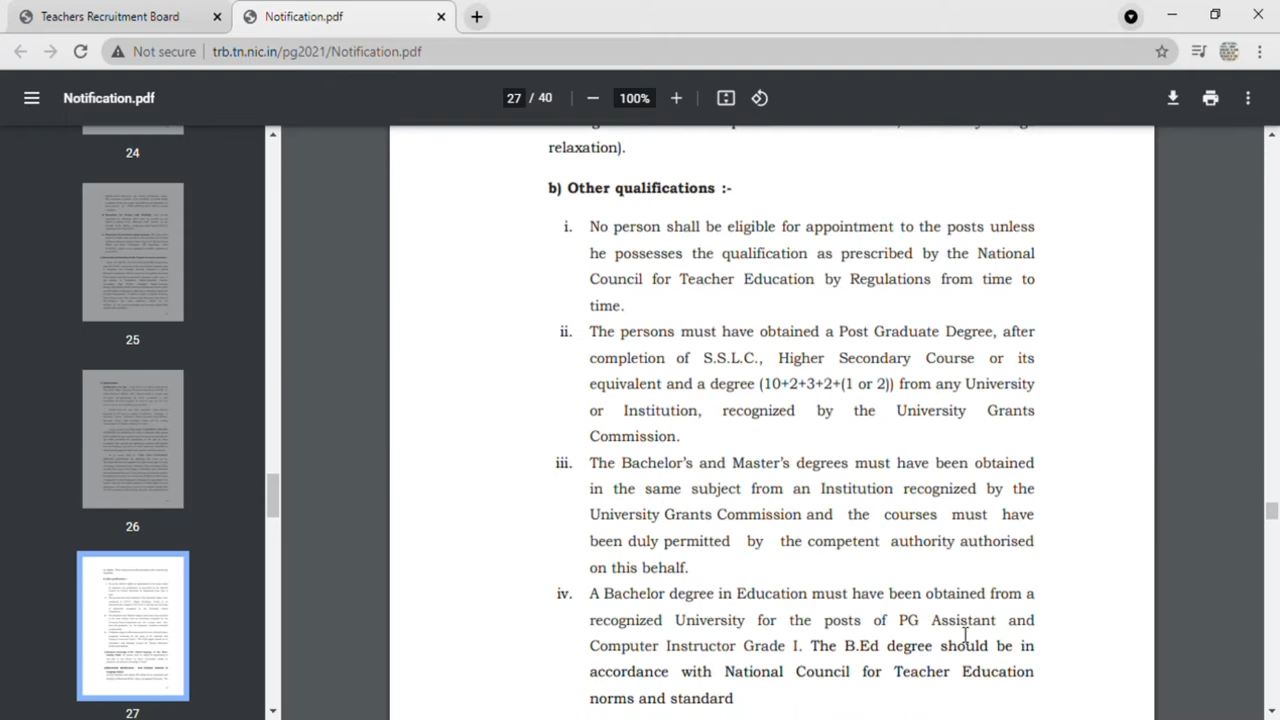 Teachers Recruitment Board
Notification.pdf
Not secure trb.tn.nic.in/pg2021/Notification.pdf
Notification.pdf
27 / 40
100%
24
25
26
27
relaxation).
b) Other qualifications :-
i. No person shall be eligible for appointment to the posts unless
he possesses the qualification as prescribed by the National
Council for Teacher Education by Regulations from time to
time.
ii. The persons must have obtained a Post Graduate Degree, after
completion of S.S.L.C., Higher Secondary Course or its
equivalent and a degree (10+2+3+2+(1 or 2)) from any University
or Institution, recognized by the University Grants
Commission.
iii. The Bachelor's and Master's degrees must have been obtained
in the same subject from an Institution recognized by the
University Grants Commission and the courses must have
been duly permitted by the competent authority authorised
on this behalf.
iv. A Bachelor degree in Education must have been obtained from a
recognized University for the posts of PG Assistant and
Computer Instructor Grade I. The B.Ed degree should be in
accordance with National Council for Teacher Education
norms and standard